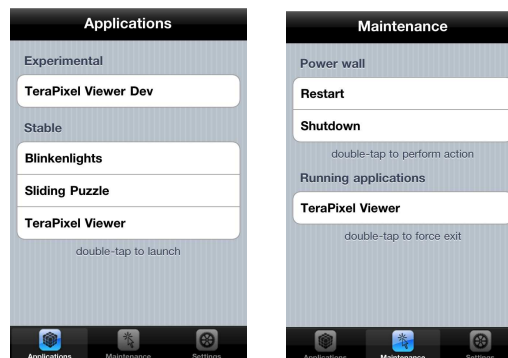 Applications
Experimental
TeraPixel Viewer Dev
Stable
Blinkenlights
Sliding Puzzle
TeraPixel Viewer
double-tap to launch
Applications Maintenance Settings
Maintenance
Power wall
Restart
Shutdown
double-tap to perform action
Running applications
TeraPixel Viewer
double-tap to force exit
Applications Maintenance Settings